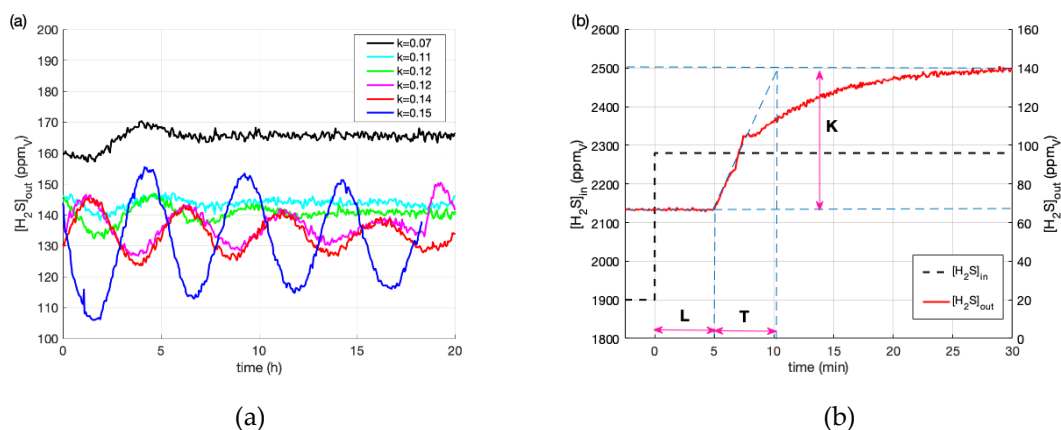 (a)
200
190
180
170
160
150
140
130
120
110
100
[H2S]out (ppmV)
k=0.07
k=0.11
k=0.12
k=0.12
k=0.14
k=0.15
0 5 10 15 20
time (h)
(b)
2600
2500
2400
2300
2200
2100
2000
1900
1800
[H2S]in (ppmV)
K
L T
[H2S]in
[H2S]out
160
140
120
100
80
60
40
20
0
[H2S]out (ppmV)
0 5 10 15 20 25 30
time (min)
(a) (b)